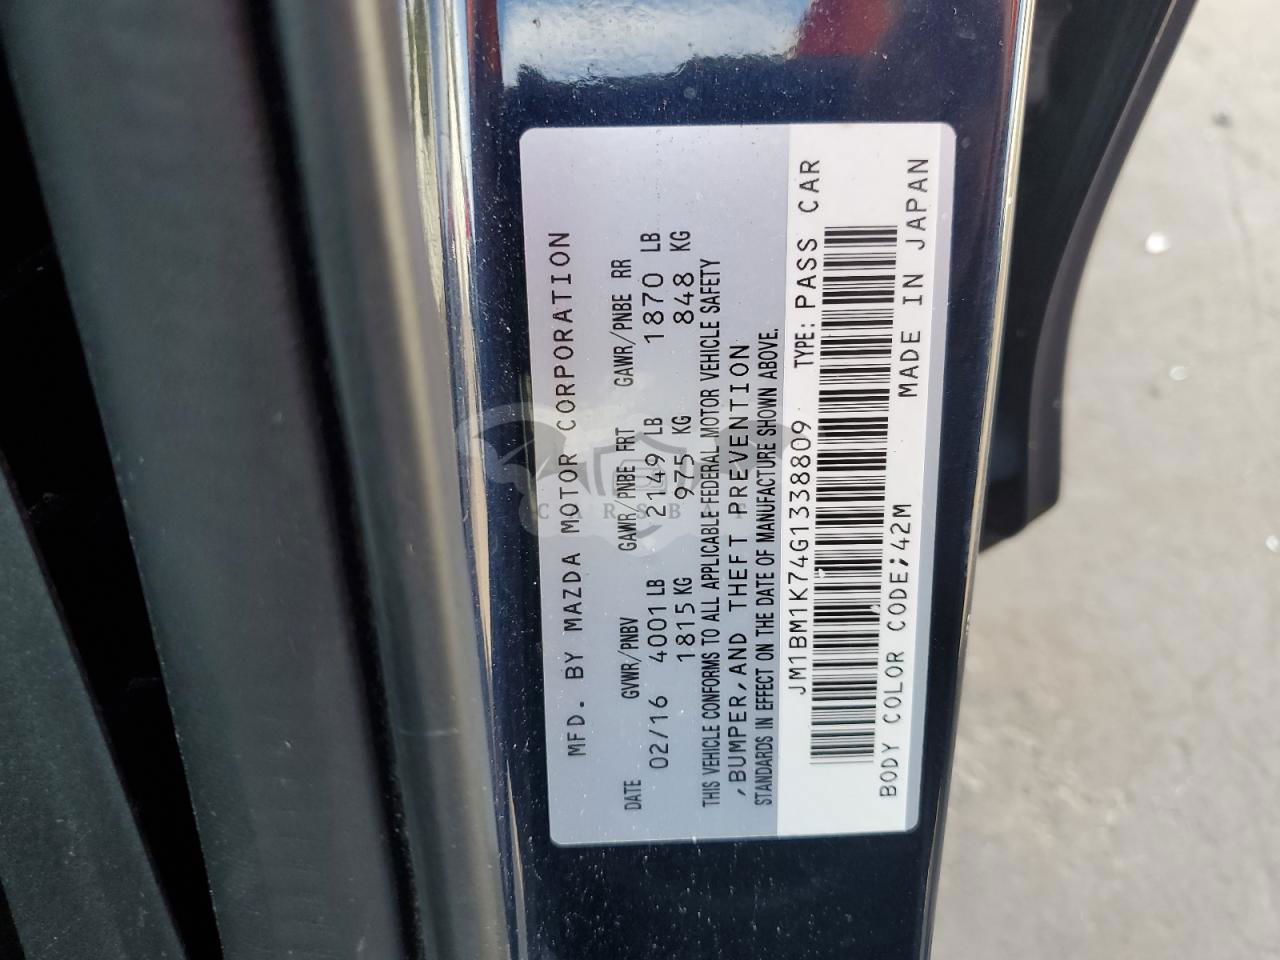 MFD. BY MAZDA MOTOR CORPORATION
DATE GVWR/PNBV GAWR/PNBE FRT GAWR/PNBE RR
02/16 4001 LB 2149 LB 1870 LB
1815 KG 975 KG 848 KG
THIS VEHICLE CONFORMS TO ALL APPLICABLE FEDERAL MOTOR VEHICLE SAFETY
,BUMPER, AND THEFT PREVENTION
STANDARDS IN EFFECT ON THE DATE OF MANUFACTURE SHOWN ABOVE.
JM1BM1K74G1338809 TYPE: PASS CAR
BODY COLOR CODE;42M MADE IN JAPAN